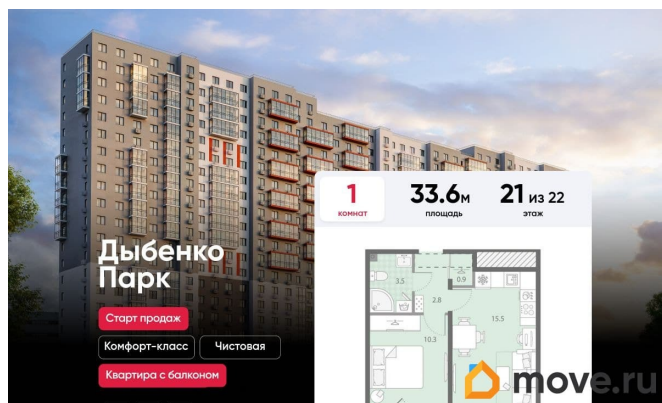 1
комнат
33.6м
площадь
21 из 22
этаж
Дыбенко
Парк
Старт продаж
Комфорт-класс
Чистовая
Квартира с балконом
3.5
0.9
2.8
15.5
10.3
move.ru